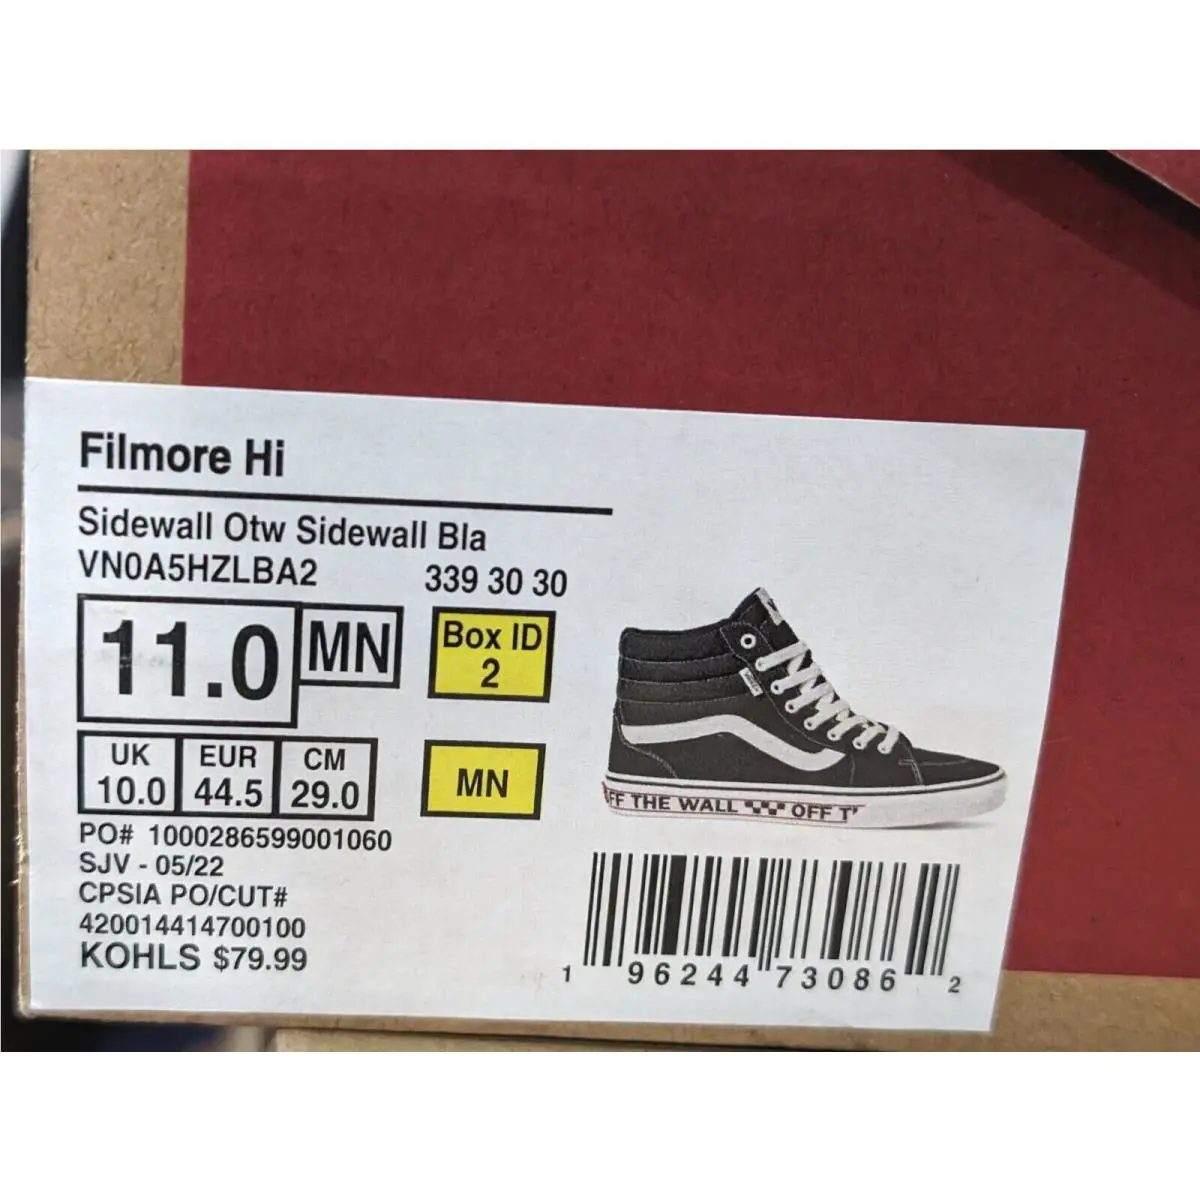 Filmore Hi
Sidewall Otw Sidewall Bla
VN0A5HZLBA2 339 30 30
11.0 MN
Box ID
2
UK EUR CM
10.0 44.5 29.0
MN
PO# 1000286599001060
SJV - 05/22
CPSIA PO/CUT#
420014414700100
KOHLS $79.99
FF THE WALL OFF T
1 96244 73086 2